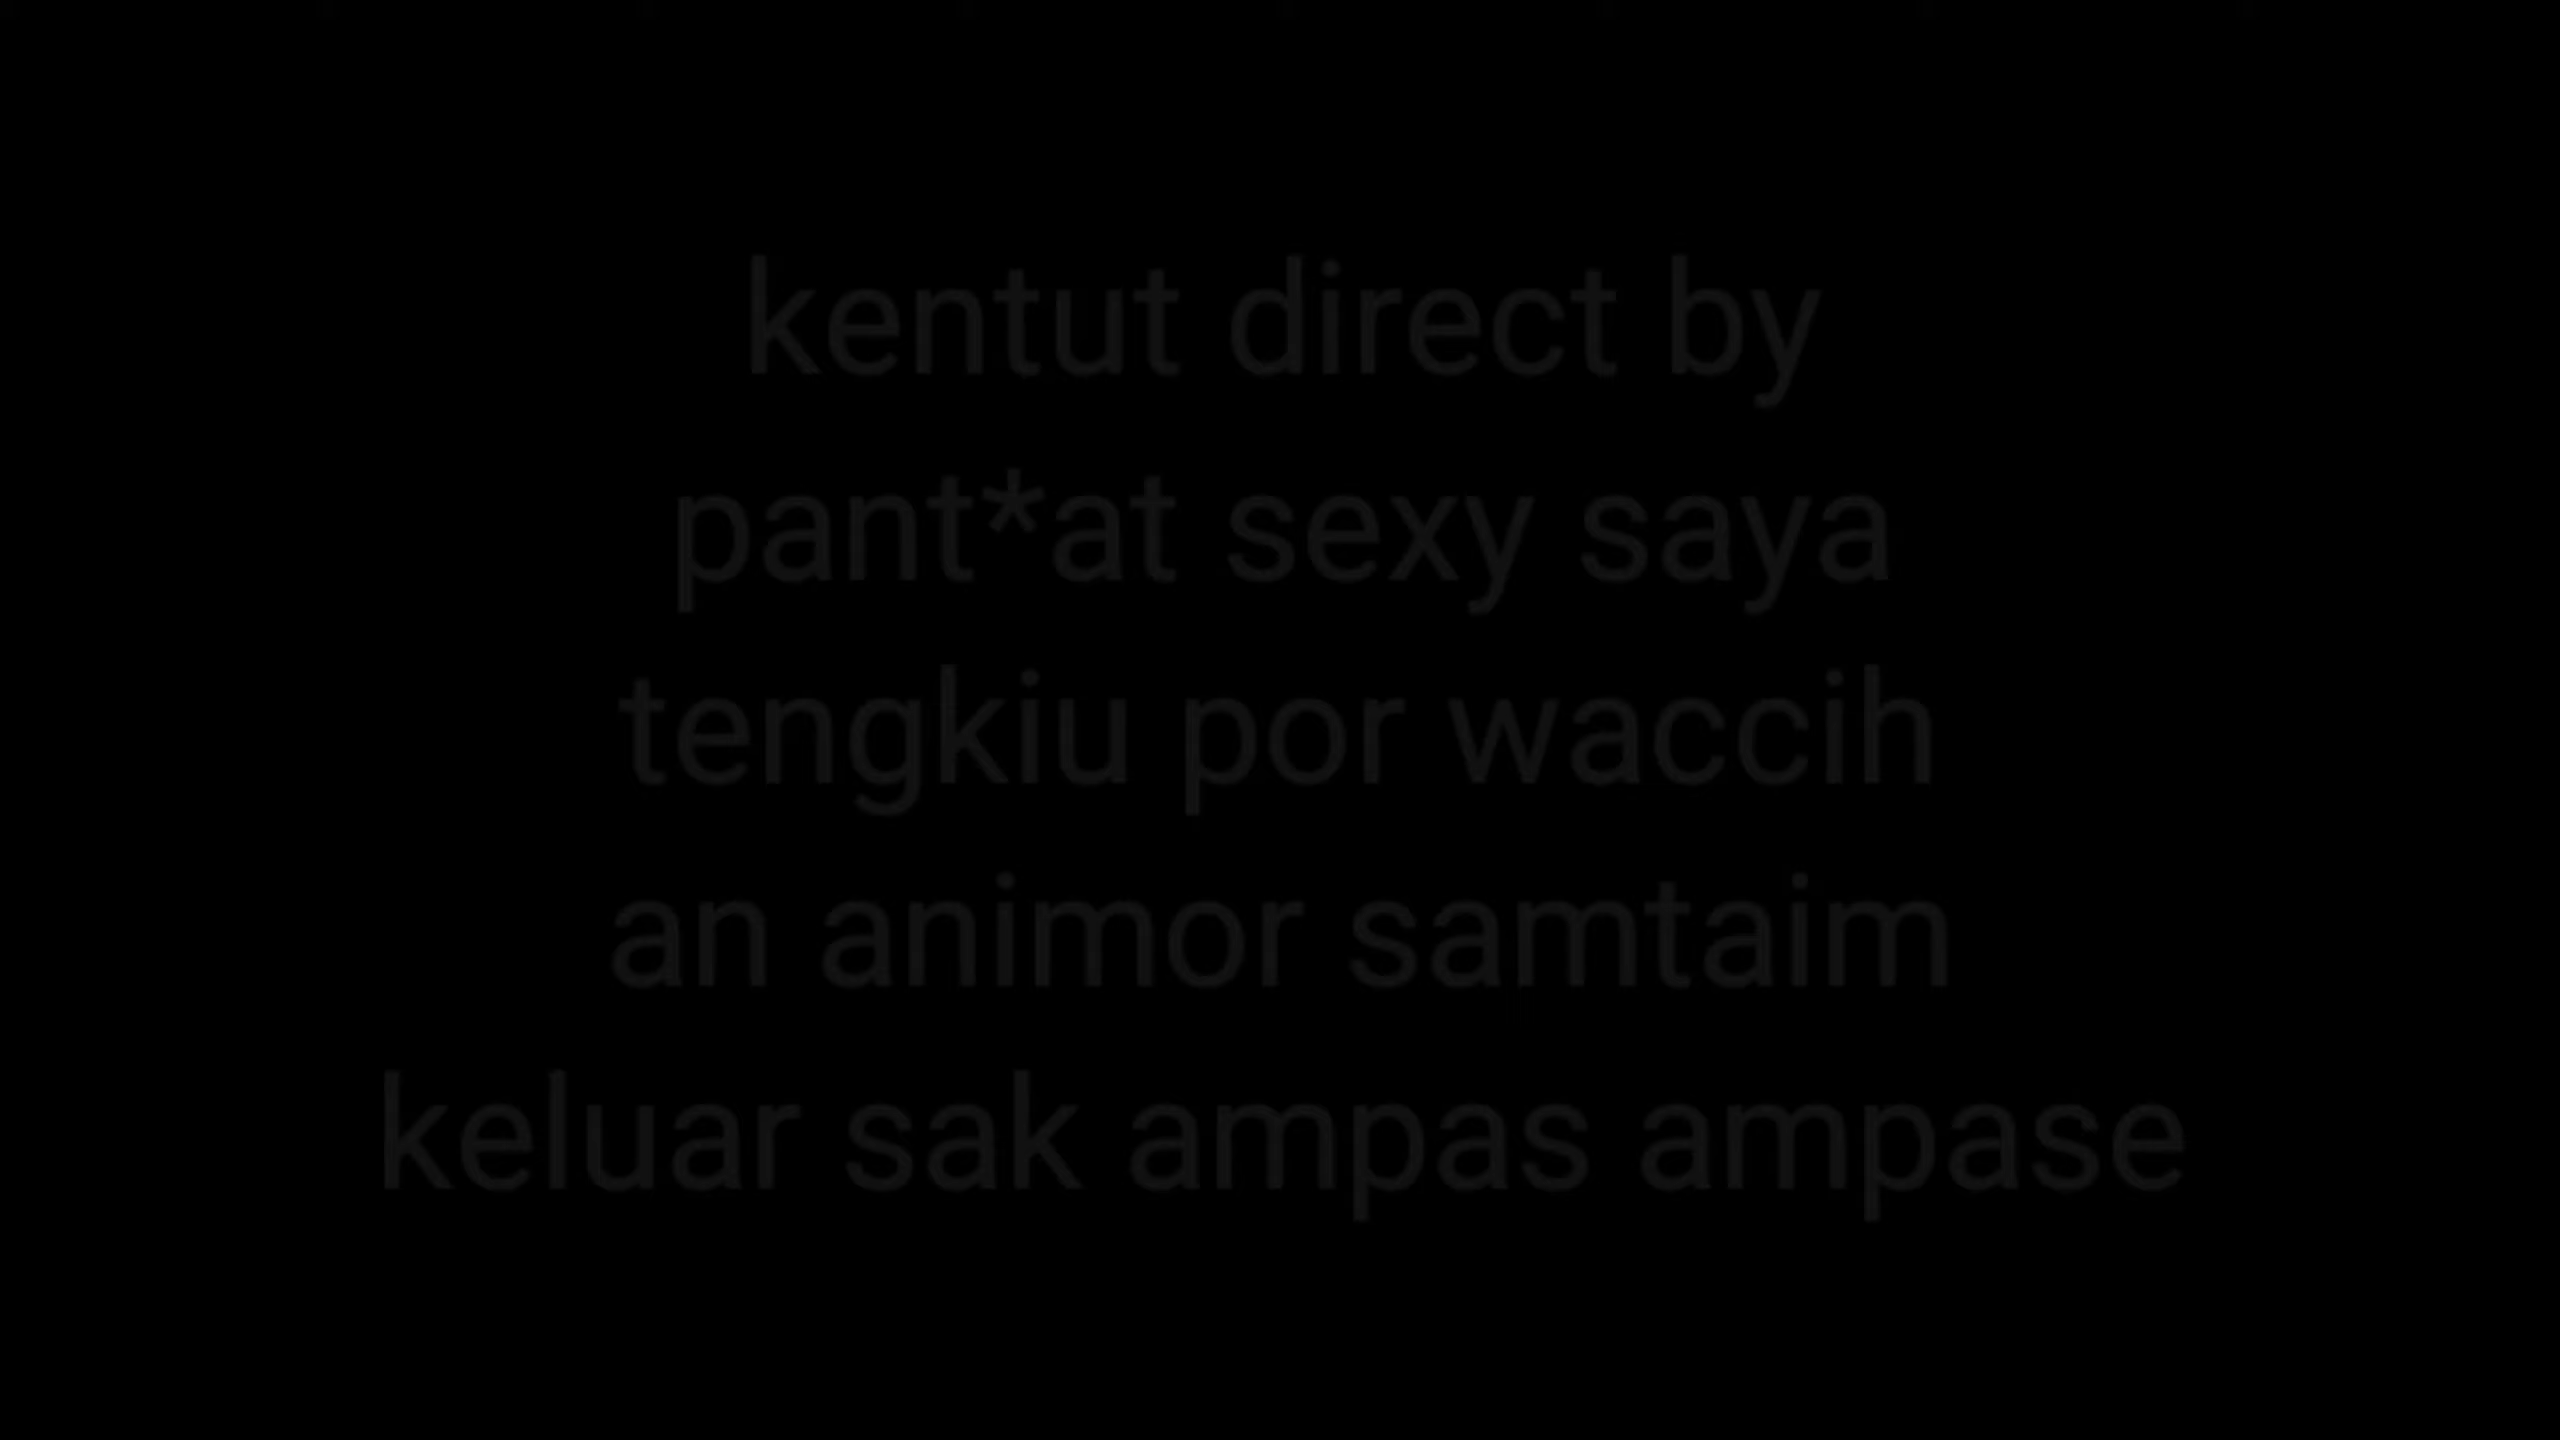 kentut direct by
pant*at sexy saya
tengkiu por waccih
an animor samtaim
keluar sak ampas ampase